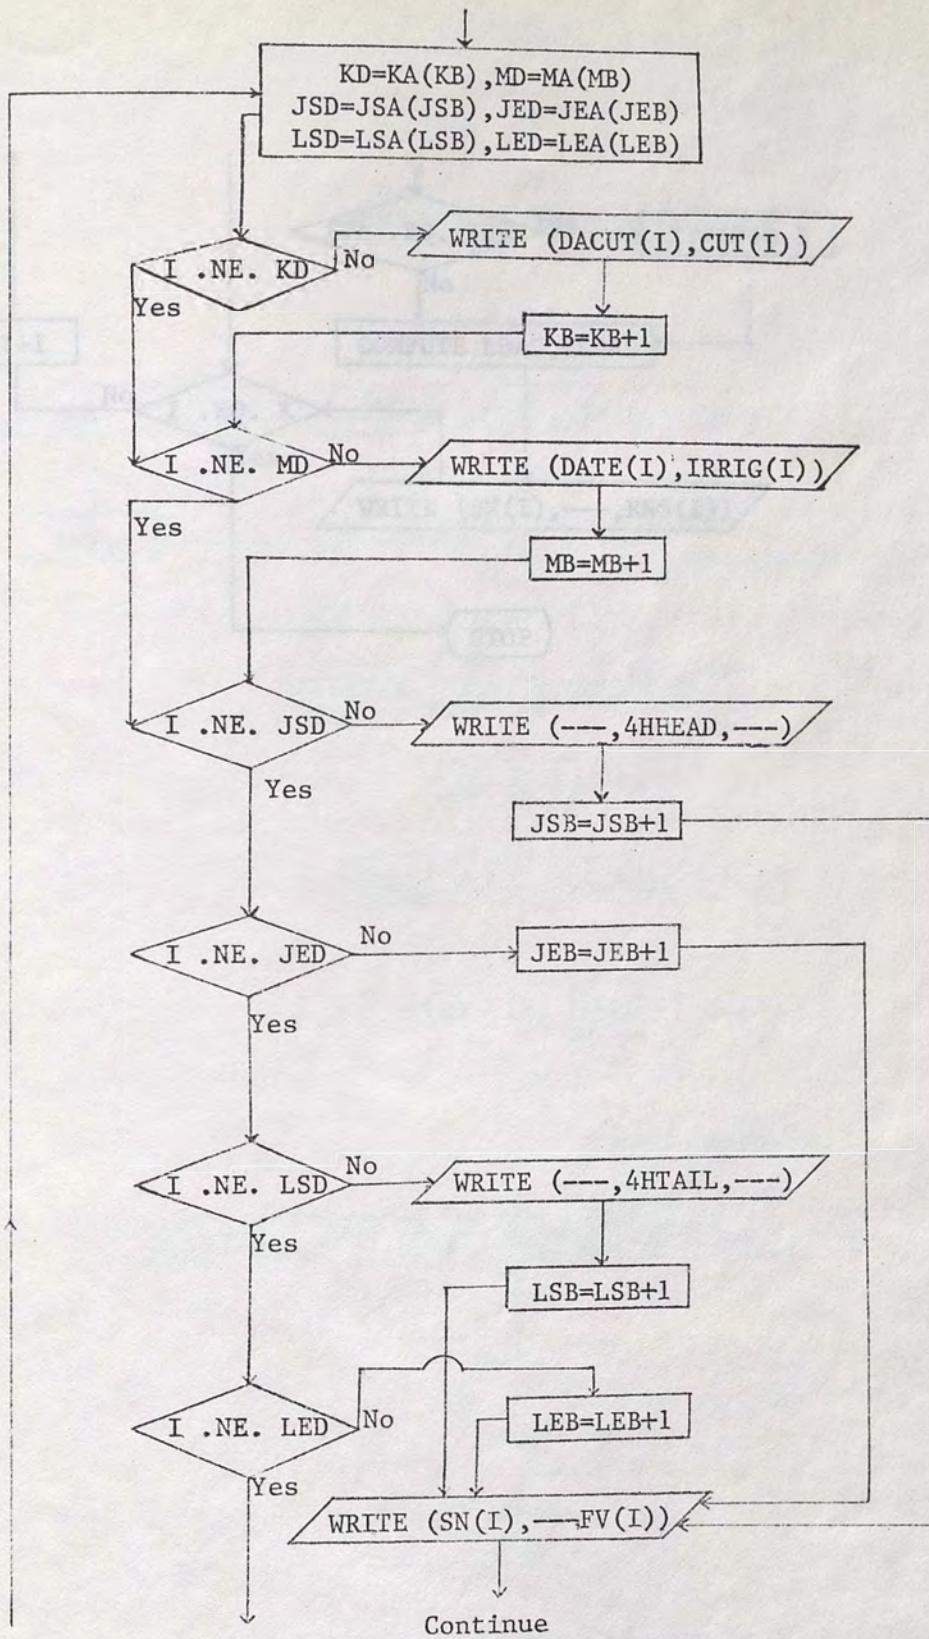 KD=KA(KB),MD=MA(MB)
JSD=JSA(JSB),JED=JEA(JEB)
LSD=LSA(LSB),LED=LEA(LEB)
I .NE. KD
No
WRITE (DACUT(I),CUT(I))
Yes
KB=KB+1
I .NE. MD
No
WRITE (DATE(I),IRRIG(I))
Yes
MB=MB+1
I .NE. JSD
No
WRITE (---,4HHEAD,---)
Yes
JSB=JSB+1
I .NE. JED
No
JEB=JEB+1
Yes
I .NE. LSD
No
WRITE (---,4HTAIL,---)
Yes
LSB=LSB+1
I .NE. LED
No
LEB=LEB+1
Yes
WRITE (SN(I),---,FV(I))
Continue